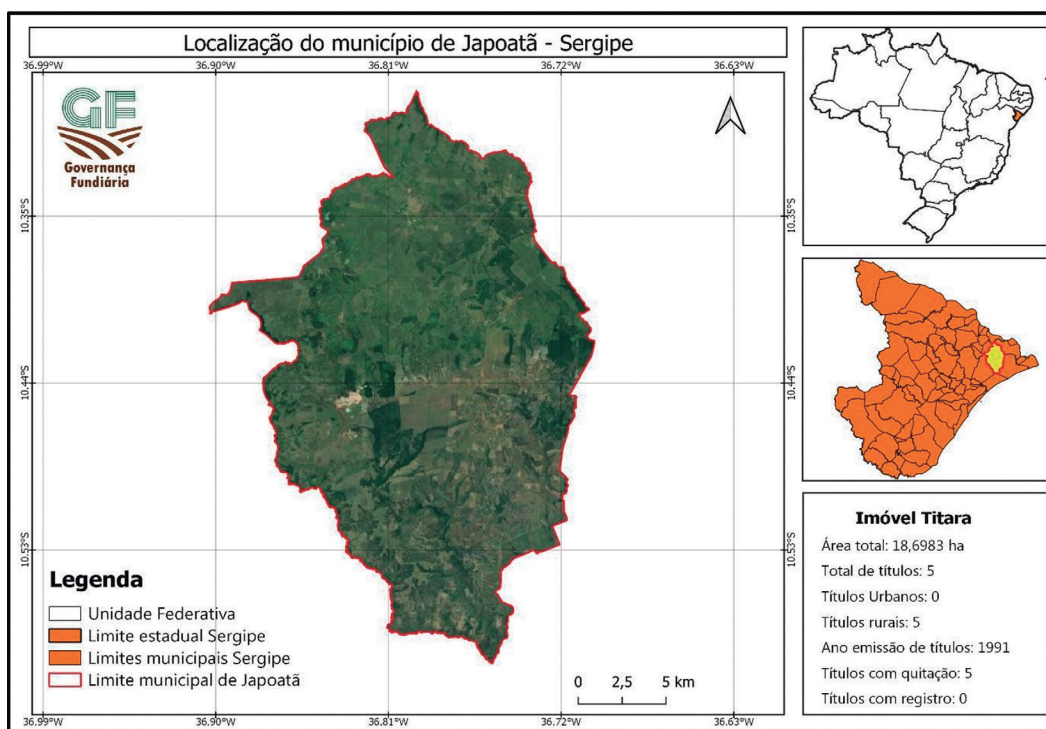 Localização do município de Japoatã - Sergipe
36.99°W 36.90°W 36.81°W 36.72°W 36.63°W
GF
Governança
Fundiária
10.35°S 10.35°S
10.44°S 10.44°S
10.53°S 10.53°S
Legenda
Unidade Federativa
Limite estadual Sergipe
Limites municipais Sergipe
Limite municipal de Japoatã
0 2,5 5 km
36.99°W 36.90°W 36.81°W 36.72°W 36.63°W
Imóvel Titara
Área total: 18,6983 ha
Total de títulos: 5
Títulos Urbanos: 0
Títulos rurais: 5
Ano emissão de títulos: 1991
Títulos com quitação: 5
Títulos com registro: 0